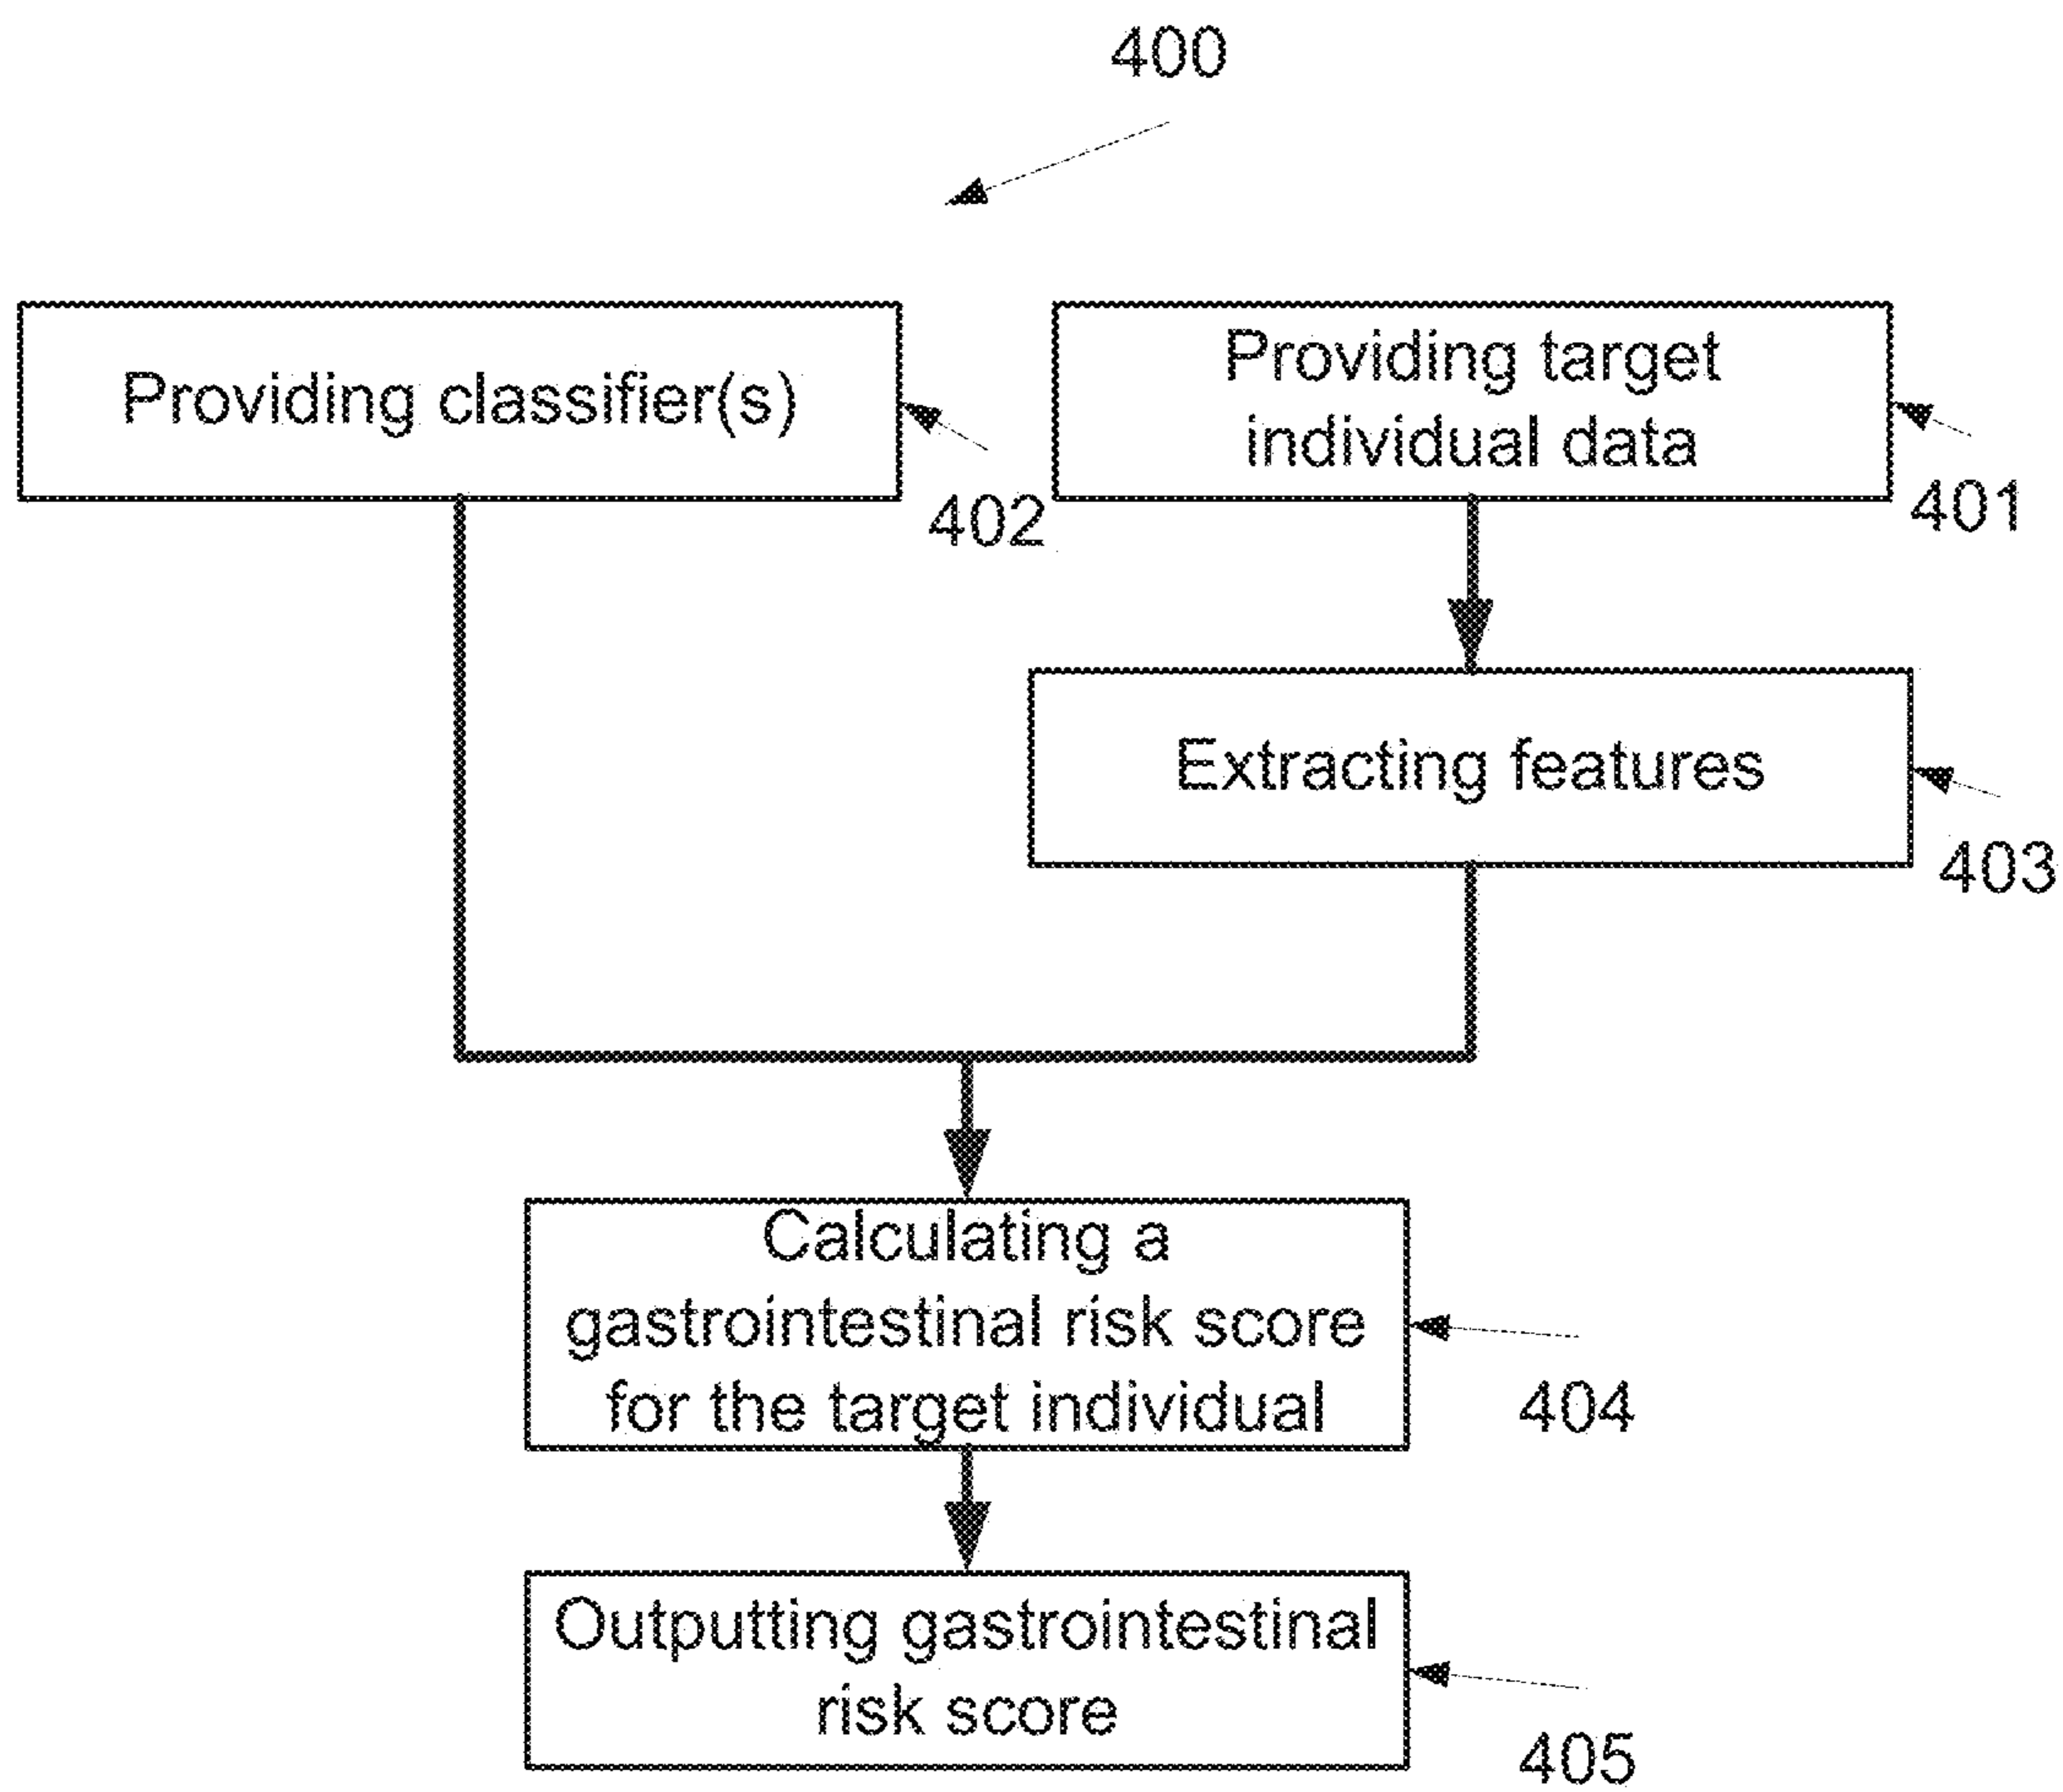 400
Providing classifier(s)
402
Providing target
individual data
401
Extracting features
403
Calculating a
gastrointestinal risk score
for the target individual
404
Outputting gastrointestinal
risk score
405